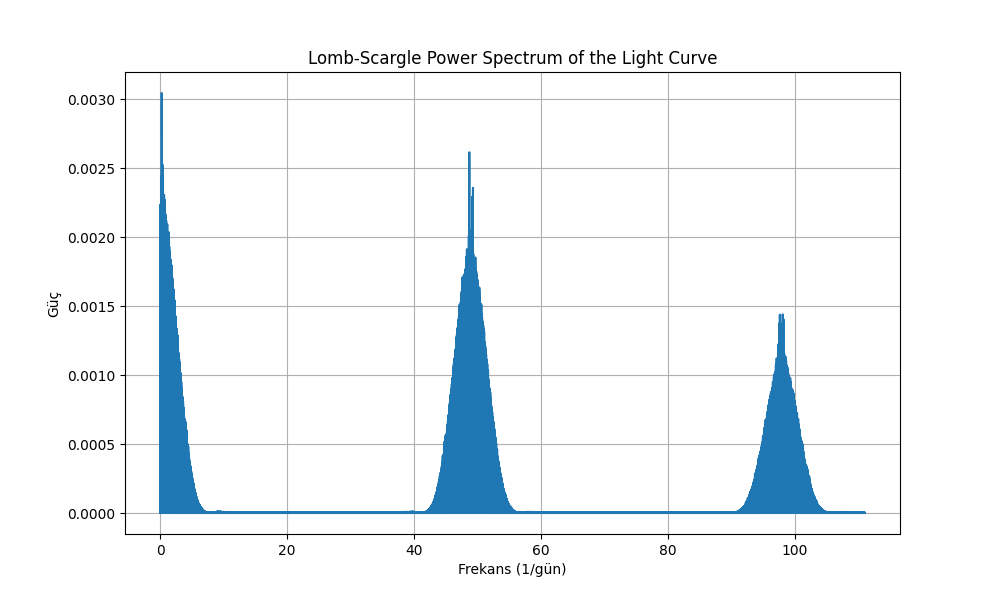 Lomb-Scargle Power Spectrum of the Light Curve
Güç
0.0030
0.0025
0.0020
0.0015
0.0010
0.0005
0.0000
0 20 40 60 80 100
Frekans (1/gün)